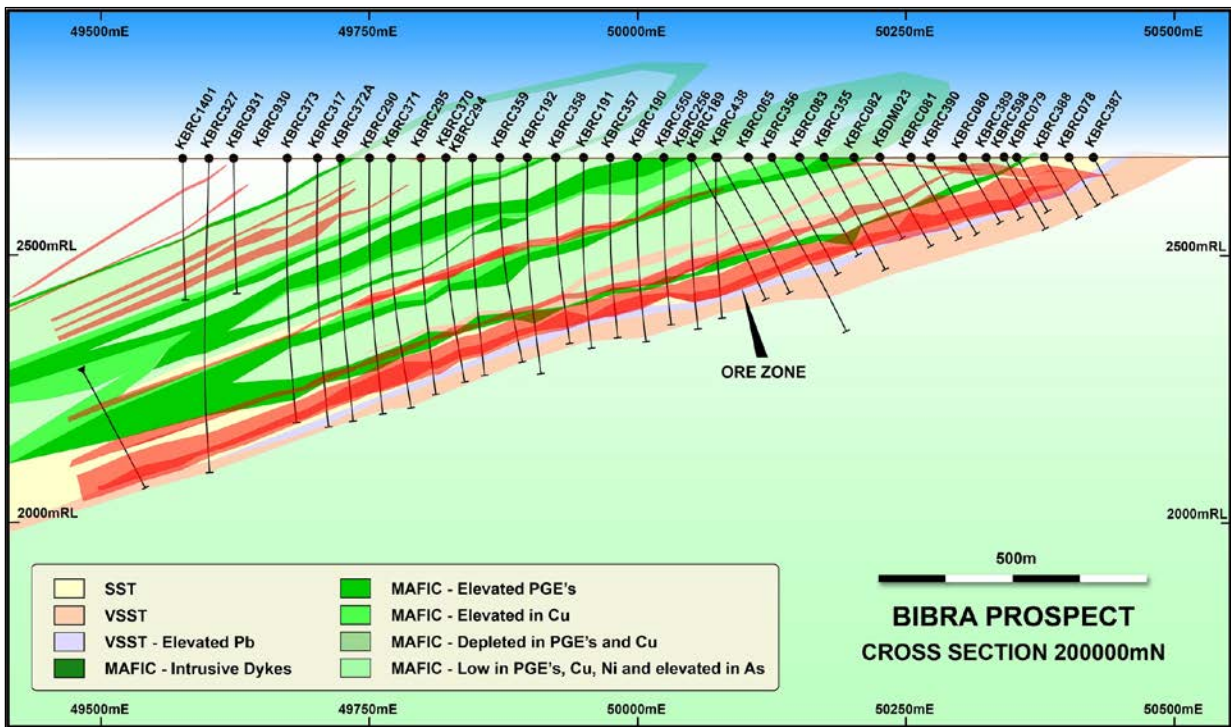 49500mE 49750mE 50000mE 50250mE 50500mE
KBRC1401
KBRC327
KBRC931
KBRC930
KBRC373
KBRC317
KBRC372A
KBRC290
KBRC371
KBRC295
KBRC370
KBRC294
KBRC359
KBRC192
KBRC358
KBRC191
KBRC357
KBRC190
KBRC550
KBRC256
KBRC189
KBRC438
KBRC065
KBRC356
KBRC083
KBRC355
KBRC082
KBDM023
KBRC081
KBRC390
KBRC080
KBRC389
KBRC598
KBRC079
KBRC388
KBRC078
KBRC387
2500mRL 2500mRL
ORE ZONE
2000mRL 2000mRL
SST
VSST
VSST - Elevated Pb
MAFIC - Intrusive Dykes
MAFIC - Elevated PGE's
MAFIC - Elevated in Cu
MAFIC - Depleted in PGE's and Cu
MAFIC - Low in PGE's, Cu, Ni and elevated in As
500m
BIBRA PROSPECT
CROSS SECTION 200000mN
49500mE 49750mE 50000mE 50250mE 50500mE